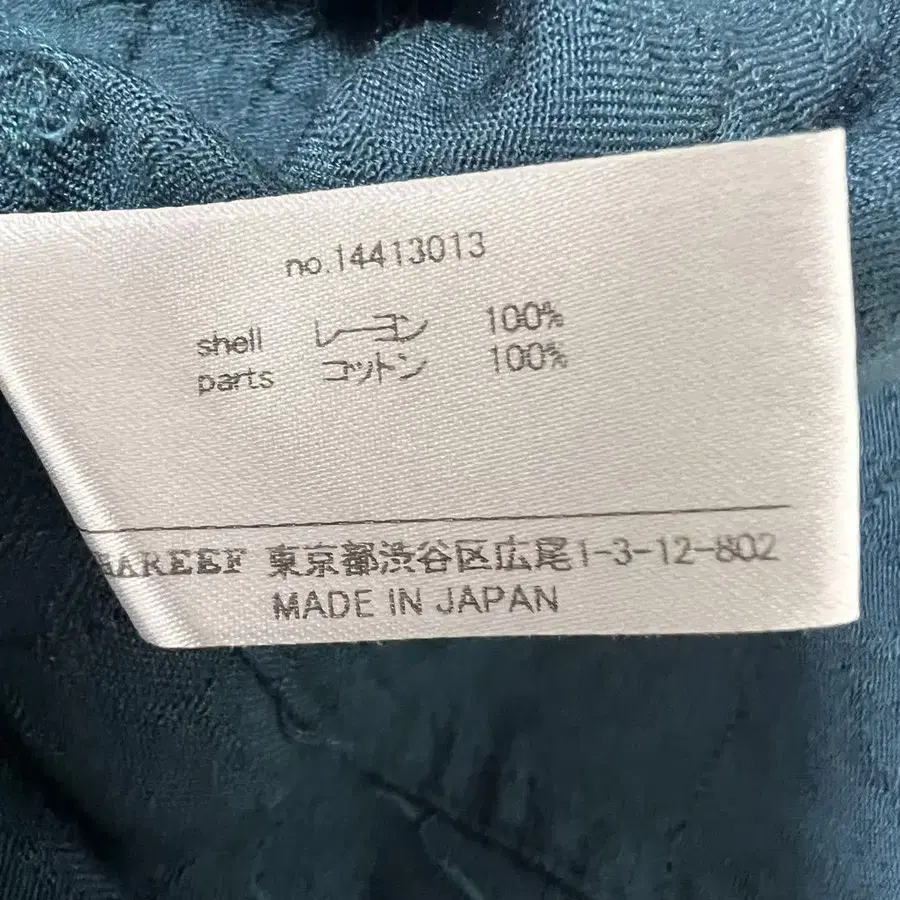 no.14413013
shell レーヨン 100%
parts コットン 100%
HAREEF 東京都渋谷区広尾1-3-12-802
MADE IN JAPAN